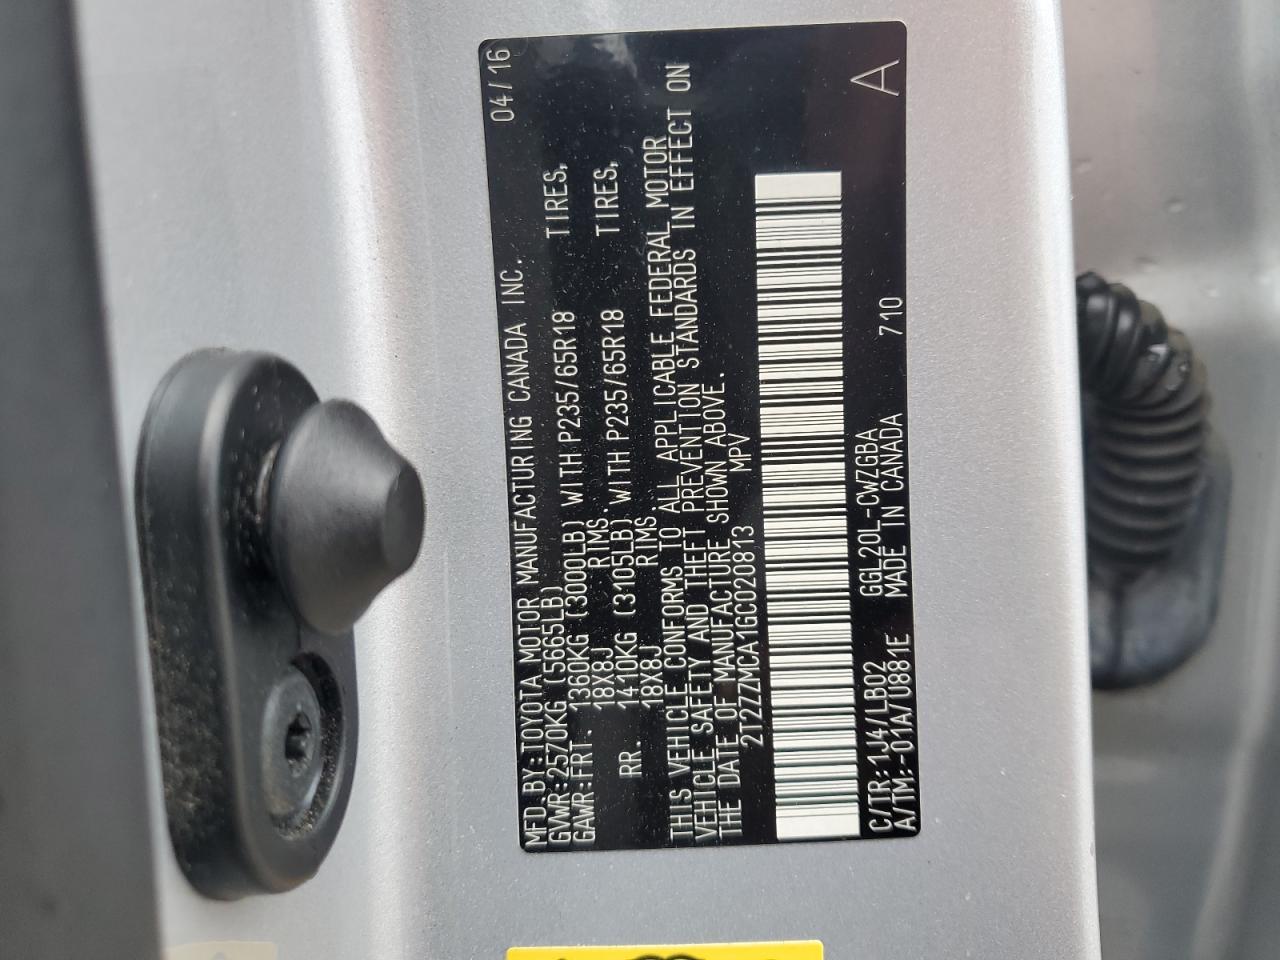 MFD.BY:TOYOTA MOTOR MANUFACTURING CANADA INC. 04/16
GVWR:2570KG (5665LB)
GAWR:FRT. 1360KG (3000LB) WITH P235/65R18 TIRES,
18X8J RIMS.
RR. 1410KG (3105LB) WITH P235/65R18 TIRES,
18X8J RIMS.
THIS VEHICLE CONFORMS TO ALL APPLICABLE FEDERAL MOTOR
VEHICLE SAFETY AND THEFT PREVENTION STANDARDS IN EFFECT ON
THE DATE OF MANUFACTURE SHOWN ABOVE.
2T2ZZMCA1GC020813 MPV
C/TR:1J4/LB02 GGL20L-CWZGBA
A/TM:-01A/U881E MADE IN CANADA 710 A